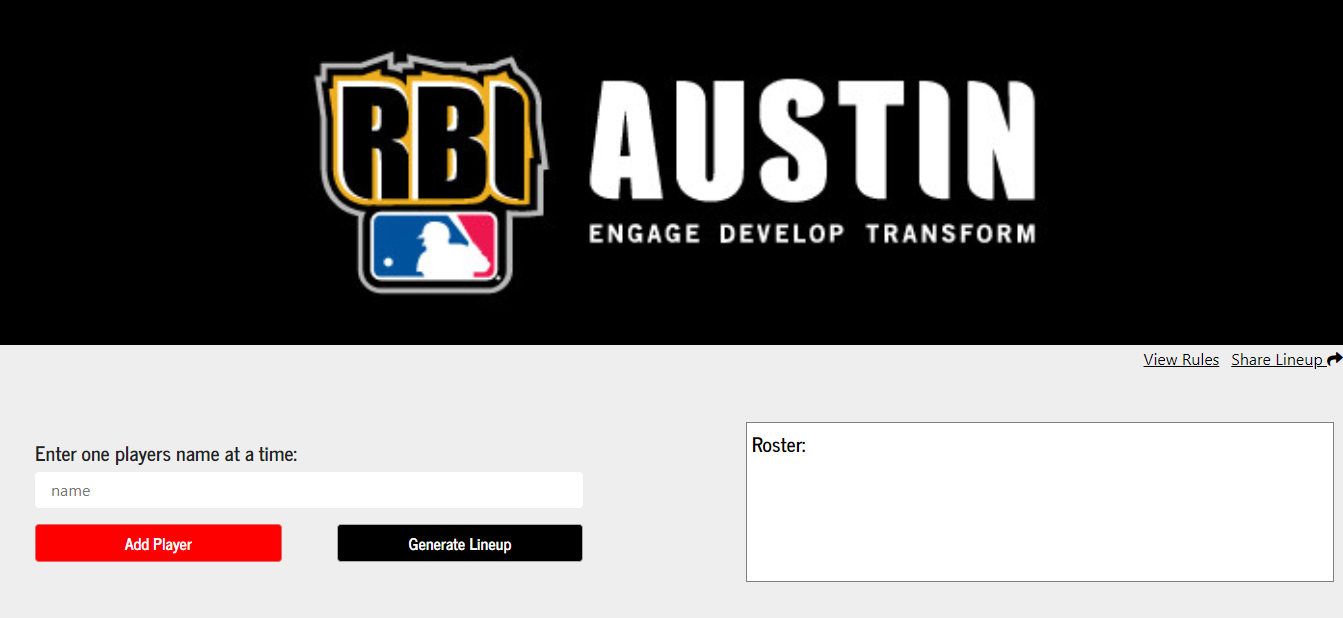 RBI AUSTIN
ENGAGE DEVELOP TRANSFORM
View Rules Share Lineup
Enter one players name at a time:
name
Add Player Generate Lineup
Roster: